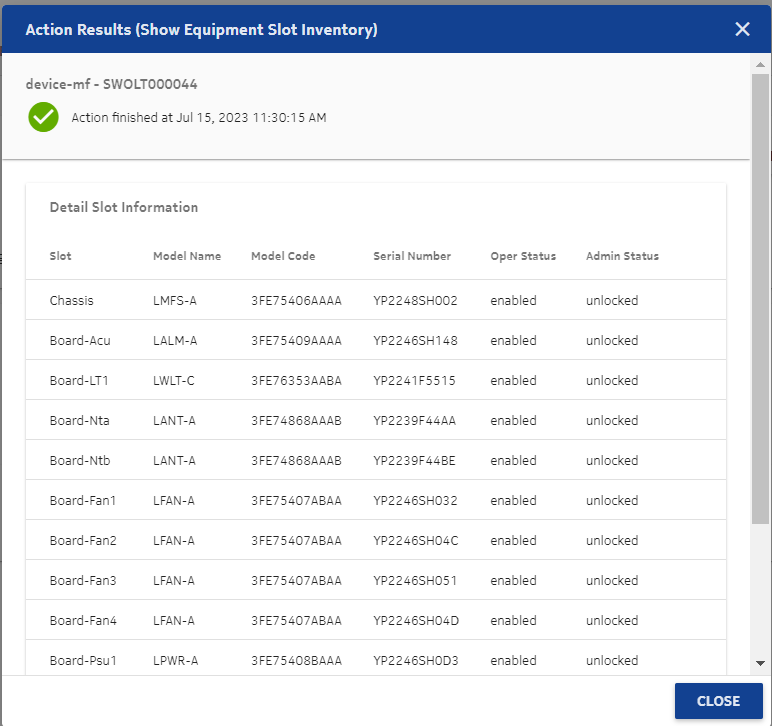 Action Results (Show Equipment Slot Inventory)
device-mf - SWOLT000044
Action finished at Jul 15, 2023 11:30:15 AM
Detail Slot Information
Slot Model Name Model Code Serial Number Oper Status Admin Status
Chassis LMFS-A 3FE75406AAAA YP2248SH002 enabled unlocked
Board-Acu LALM-A 3FE75409AAAA YP2246SH148 enabled unlocked
Board-LT1 LWLT-C 3FE76353AABA YP2241F5515 enabled unlocked
Board-Nta LANT-A 3FE74868AAAB YP2239F44AA enabled unlocked
Board-Ntb LANT-A 3FE74868AAAB YP2239F44BE enabled unlocked
Board-Fan1 LFAN-A 3FE75407ABAA YP2246SH032 enabled unlocked
Board-Fan2 LFAN-A 3FE75407ABAA YP2246SH04C enabled unlocked
Board-Fan3 LFAN-A 3FE75407ABAA YP2246SH051 enabled unlocked
Board-Fan4 LFAN-A 3FE75407ABAA YP2246SH04D enabled unlocked
Board-Psu1 LPWR-A 3FE75408BAAA YP2246SH0D3 enabled unlocked
CLOSE